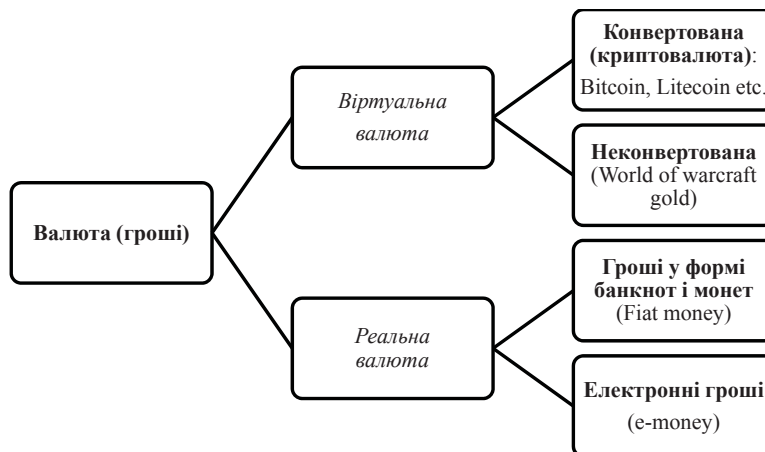 Конвертована
(криптовалюта):
Bitcoin, Litecoin etc.
Віртуальна
валюта
Неконвертована
(World of warcraft
gold)
Валюта (гроші)
Гроші у формі
банкнот і монет
(Fiat money)
Реальна
валюта
Електронні гроші
(e-money)